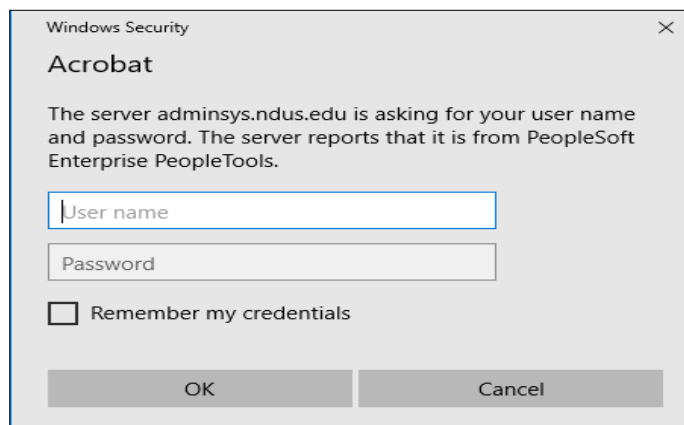 Windows Security
Acrobat
The server adminsys.ndus.edu is asking for your user name
and password. The server reports that it is from PeopleSoft
Enterprise PeopleTools.
User name
Password
Remember my credentials
OK
Cancel